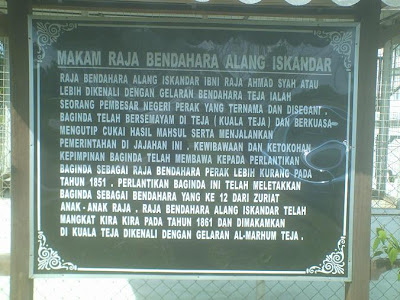 MAKAM RAJA BENDAHARA ALANG ISKANDAR
RAJA BENDAHARA ALANG ISKANDAR IBNI RAJA AHMAD SYAH ATAU
LEBIH DIKENALI DENGAN GELARAN BENDAHARA TEJA IALAH
SEORANG PEMBESAR NEGERI PERAK YANG TERNAMA DAN DISEGANI .
BAGINDA TELAH BERSEMAYAM DI TEJA ( KUALA TEJA ) DAN BERKUASA
MENGUTIP CUKAI HASIL MAHSUL SERTA MENJALANKAN
PEMERINTAHAN DI JAJAHAN INI . KEWIBAWAAN DAN KETOKOHAN
KEPIMPINAN BAGINDA TELAH MEMBAWA KEPADA PERLANTIKAN
BAGINDA SEBAGAI RAJA BENDAHARA PERAK LEBIH KURANG PADA
TAHUN 1851 . PERLANTIKAN BAGINDA INI TELAH MELETAKKAN
BAGINDA SEBAGAI BENDAHARA YANG KE 12 DARI ZURIAT
ANAK - ANAK RAJA . RAJA BENDAHARA ALANG ISKANDAR TELAH
MANGKAT KIRA KIRA PADA TAHUN 1861 DAN DIMAKAMKAN
DI KUALA TEJA DIKENALI DENGAN GELARAN AL-MARHUM TEJA .